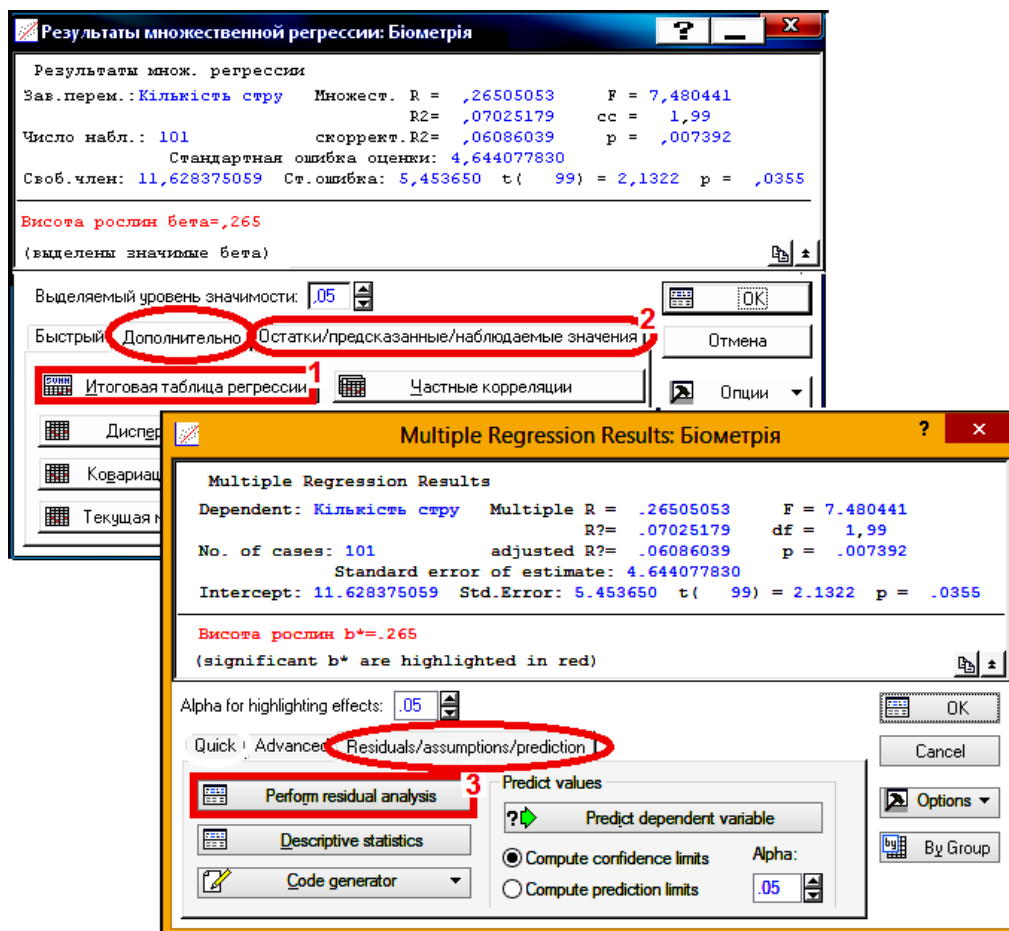 Результаты множественной регрессии: Біометрія
?
X
Результаты множ. регрессии
Зав.перем.:Кількість стру Множест. R = ,26505053 F = 7,480441
R2= ,07025179 сс = 1,99
Число набл.: 101 скоррект.R2= ,06086039 p = ,007392
Стандартная ошибка оценки: 4,644077830
Своб.член: 11,628375059 Ст.ошибка: 5,453650 t( 99) = 2,1322 p = ,0355
Висота рослин бета=,265
(выделены значимые бета)
Выделяемый уровень значимости: ,05
OK
Быстрый Дополнительно Остатки/предсказанные/наблюдаемые значения 2
Отмена
Итоговая таблица регрессии 1 Частные корреляции
Опции
Диспер
Ковариац
Текущая
Multiple Regression Results: Біометрія ? ×
Multiple Regression Results
Dependent: Кількість стру Multiple R = .26505053 F = 7.480441
R?= .07025179 df = 1,99
No. of cases: 101 adjusted R?= .06086039 p = .007392
Standard error of estimate: 4.644077830
Intercept: 11.628375059 Std.Error: 5.453650 t( 99) = 2.1322 p = .0355
Висота рослин b*=.265
(significant b* are highlighted in red)
Alpha for highlighting effects: .05
OK
Quick Advanced Residuals/assumptions/prediction
Cancel
Perform residual analysis 3
Descriptive statistics
Code generator
Predict values
?
Predict dependent variable
Compute confidence limits
Compute prediction limits
Alpha:
.05
Options
by
By Group